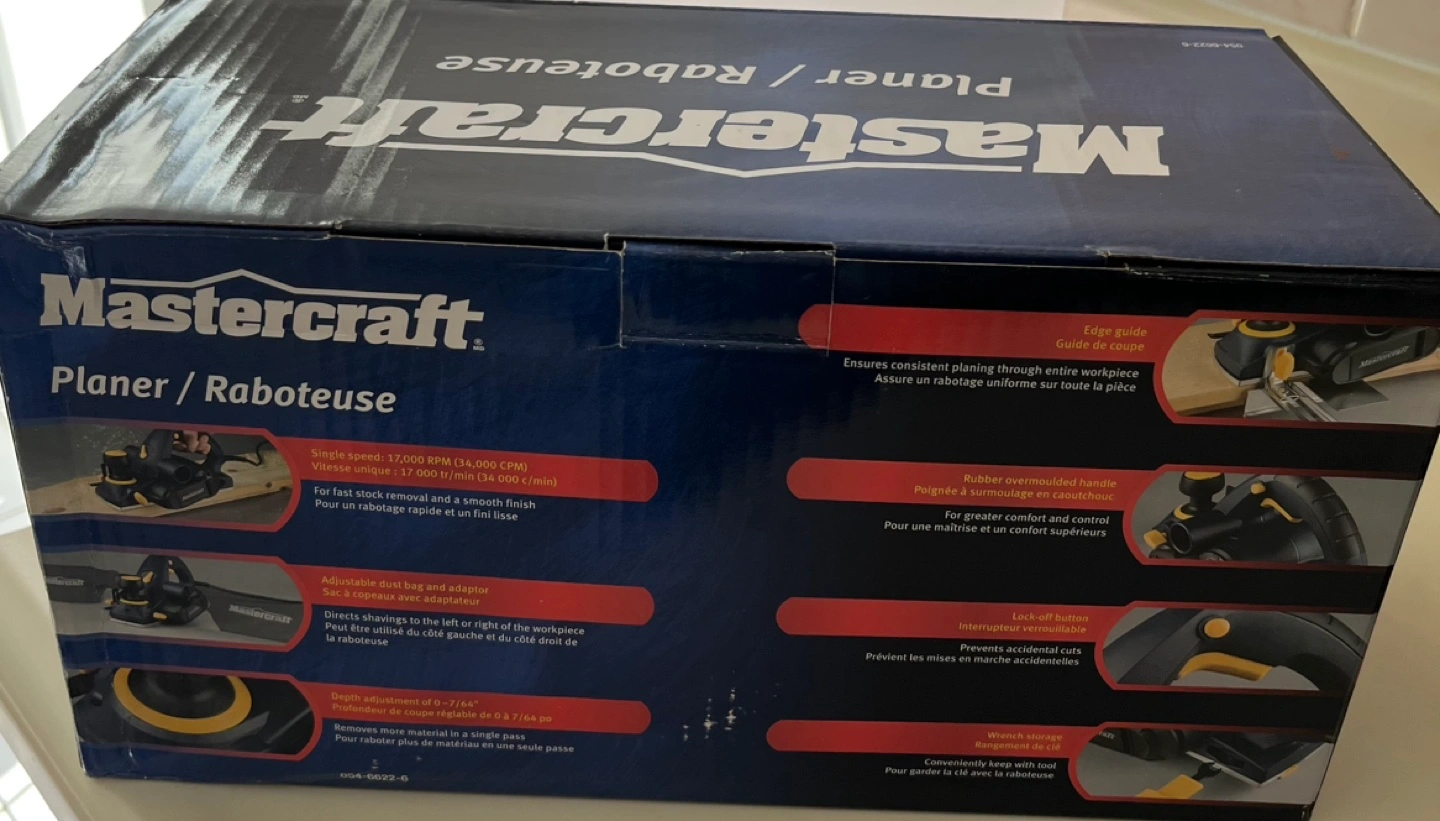 054-6622-6
Planer / Raboteuse
Mastercraft
®
MD
Mastercraft
®
MD
Planer / Raboteuse
Single speed: 17,000 RPM (34,000 CPM)
Vitesse unique : 17 000 tr/min (34 000 c/min)
For fast stock removal and a smooth finish
Pour un rabotage rapide et un fini lisse
Mastercraft
Adjustable dust bag and adaptor
Sac à copeaux avec adaptateur
Directs shavings to the left or right of the workpiece
Peut être utilisé du côté gauche et du côté droit de
la raboteuse
Depth adjustment of 0–7/64"
Profondeur de coupe réglable de 0 à 7/64 po
Removes more material in a single pass
Pour raboter plus de matériau en une seule passe
054-6622-6
Edge guide
Guide de coupe
Ensures consistent planing through entire workpiece
Assure un rabotage uniforme sur toute la pièce
Mastercraft
Rubber overmoulded handle
Poignée à surmoulage en caoutchouc
For greater comfort and control
Pour une maîtrise et un confort supérieurs
Lock-off button
Interrupteur verrouillable
Prevents accidental cuts
Prévient les mises en marche accidentelles
Wrench storage
Rangement de clé
Conveniently keep with tool
Pour garder la clé avec la raboteuse